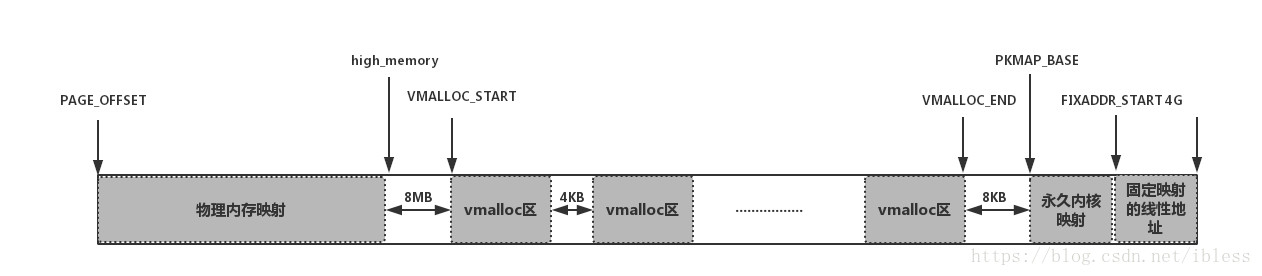 high_memory
PKMAP_BASE
PAGE_OFFSET
VMALLOC_START
VMALLOC_END
FIXADDR_START 4G
物理内存映射
8MB
vmalloc区
4KB
vmalloc区
vmalloc区
8KB
永久内核
映射
固定映射
的线性地
址
https://blog.csdn.net/ibless